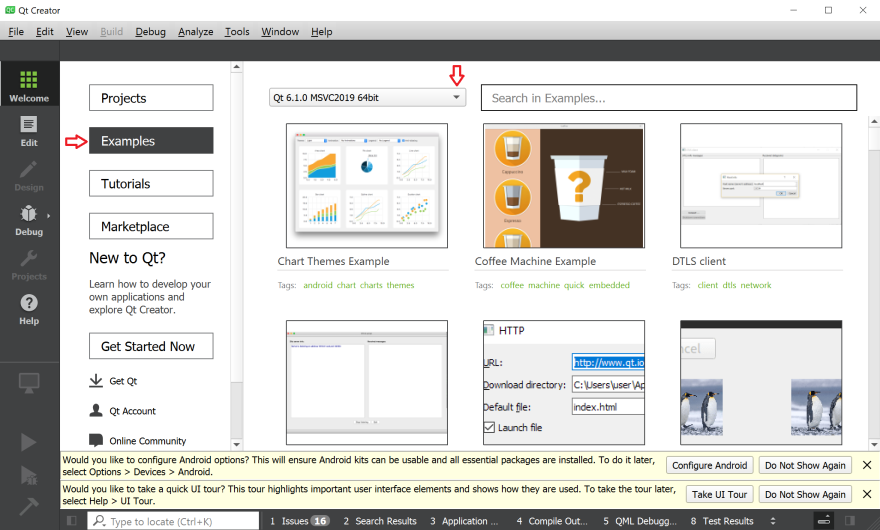 Qt Creator
File Edit View Build Debug Analyze Tools Window Help
Welcome
Edit
Design
Debug
Projects
Help
Projects
Examples
Tutorials
Marketplace
New to Qt?
Learn how to develop your
own applications and
explore Qt Creator.
Get Started Now
Get Qt
Qt Account
Online Community
Qt 6.1.0 MSVC2019 64bit
Search in Examples...
Cappuccino
Espresso
Chart Themes Example
Tags: android chart charts themes
Coffee Machine Example
Tags: coffee machine quick embedded
DTLS client
Tags: client dtls network
HTTP
URL:
http://www.qt.io
Download directory:
C:\Users\user\Ap
Default file:
index.html
Launch file
ncel
Would you like to configure Android options? This will ensure Android kits can be usable and all essential packages are installed. To do it later,
select Options > Devices > Android.
Configure Android
Do Not Show Again
Would you like to take a quick UI tour? This tour highlights important user interface elements and shows how they are used. To take the tour later,
select Help > UI Tour.
Take UI Tour
Do Not Show Again
Type to locate (Ctrl+K)
1 Issues 16
2 Search Results
3 Application ...
4 Compile Out...
5 QML Debugg...
8 Test Results